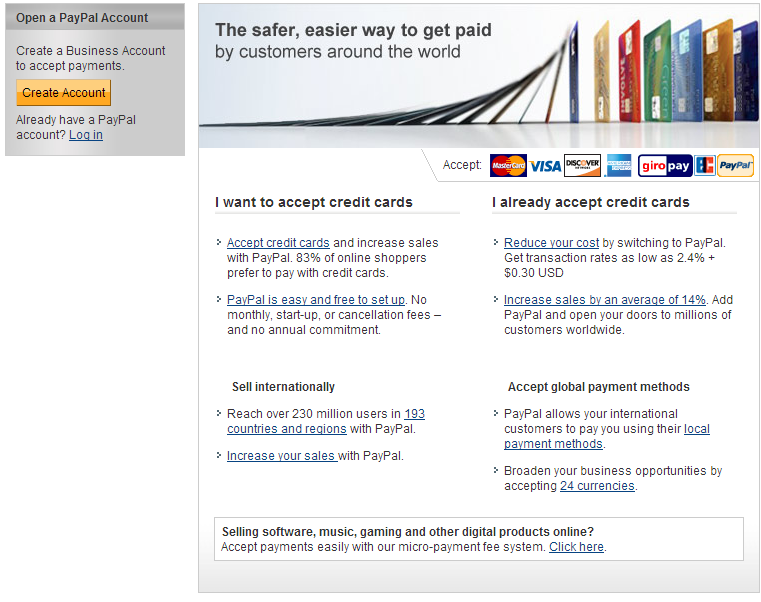 Open a PayPal Account
Create a Business Account
to accept payments.
Create Account
Already have a PayPal
account? Log in
The safer, easier way to get paid
by customers around the world
INVOLVE
Accept: MasterCard VISA DISCOVER giropay PayPal
I want to accept credit cards
Accept credit cards and increase sales
with PayPal. 83% of online shoppers
prefer to pay with credit cards.
PayPal is easy and free to set up. No
monthly, start-up, or cancellation fees –
and no annual commitment.
I already accept credit cards
Reduce your cost by switching to PayPal.
Get transaction rates as low as 2.4% +
$0.30 USD
Increase sales by an average of 14%. Add
PayPal and open your doors to millions of
customers worldwide.
Sell internationally
Reach over 230 million users in 193
countries and regions with PayPal.
Increase your sales with PayPal.
Accept global payment methods
PayPal allows your international
customers to pay you using their local
payment methods.
Broaden your business opportunities by
accepting 24 currencies.
Selling software, music, gaming and other digital products online?
Accept payments easily with our micro-payment fee system. Click here.